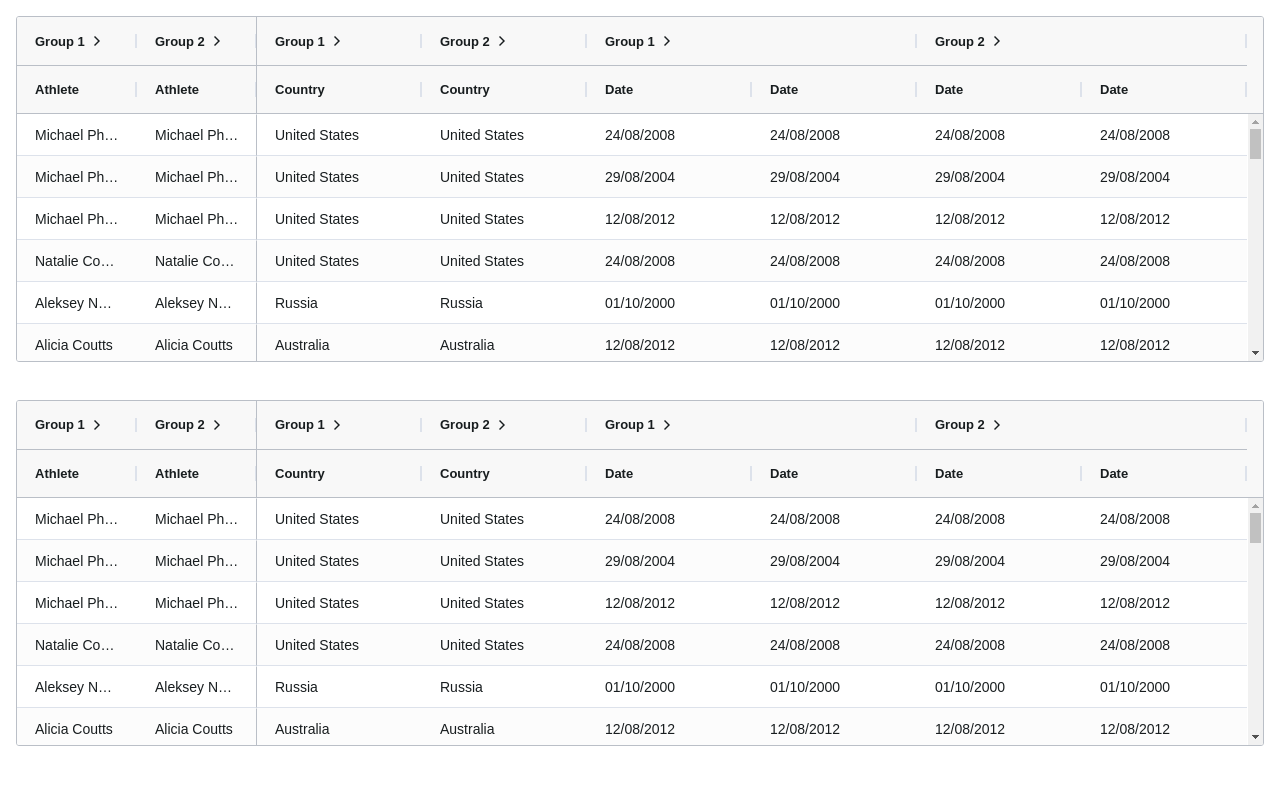 Group 1 Group 2 Group 1 Group 2 Group 1 Group 2
Athlete Athlete Country Country Date Date Date Date
Michael Ph… Michael Ph… United States United States 24/08/2008 24/08/2008 24/08/2008 24/08/2008
Michael Ph… Michael Ph… United States United States 29/08/2004 29/08/2004 29/08/2004 29/08/2004
Michael Ph… Michael Ph… United States United States 12/08/2012 12/08/2012 12/08/2012 12/08/2012
Natalie Co… Natalie Co… United States United States 24/08/2008 24/08/2008 24/08/2008 24/08/2008
Aleksey N… Aleksey N… Russia Russia 01/10/2000 01/10/2000 01/10/2000 01/10/2000
Alicia Coutts Alicia Coutts Australia Australia 12/08/2012 12/08/2012 12/08/2012 12/08/2012
Group 1 Group 2 Group 1 Group 2 Group 1 Group 2
Athlete Athlete Country Country Date Date Date Date
Michael Ph… Michael Ph… United States United States 24/08/2008 24/08/2008 24/08/2008 24/08/2008
Michael Ph… Michael Ph… United States United States 29/08/2004 29/08/2004 29/08/2004 29/08/2004
Michael Ph… Michael Ph… United States United States 12/08/2012 12/08/2012 12/08/2012 12/08/2012
Natalie Co… Natalie Co… United States United States 24/08/2008 24/08/2008 24/08/2008 24/08/2008
Aleksey N… Aleksey N… Russia Russia 01/10/2000 01/10/2000 01/10/2000 01/10/2000
Alicia Coutts Alicia Coutts Australia Australia 12/08/2012 12/08/2012 12/08/2012 12/08/2012